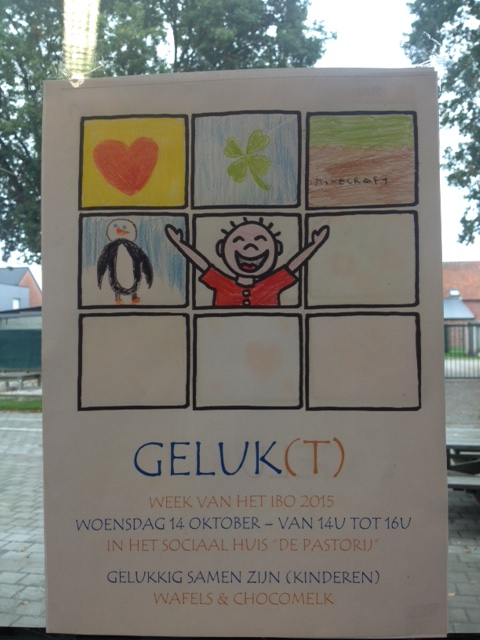 MINECRAFT
GELUK(T)
WEEK VAN HET IBO 2015
WOENSDAG 14 OKTOBER – VAN 14U TOT 16U
IN HET SOCIAAL HUIS "DE PASTORIJ"
GELUKKIG SAMEN ZIJN (KINDEREN)
WAFELS & CHOCOMELK